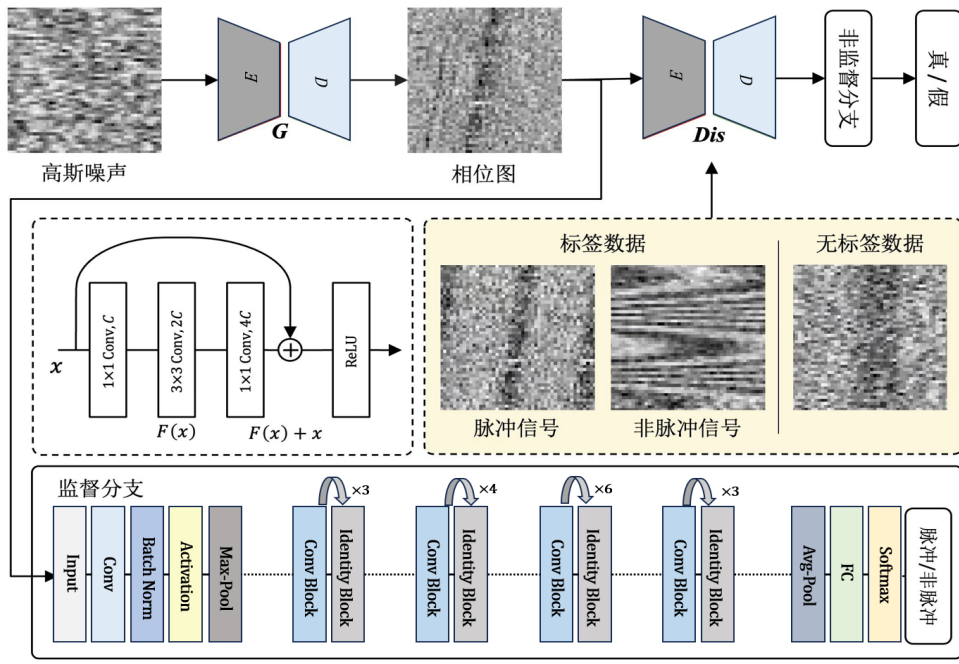 E
D
G
E
D
Dis
非监督分支
真/假
高斯噪声
相位图
x
1×1 Conv, C
3×3 Conv, 2C
1×1 Conv, 4C
ReLU
F(x)
F(x) + x
标签数据
无标签数据
脉冲信号
非脉冲信号
监督分支
Input
Conv
Batch Norm
Activation
Max-Pool
Conv Block
Identity Block
×3
Conv Block
Identity Block
×4
Conv Block
Identity Block
×6
Conv Block
Identity Block
×3
Avg-Pool
FC
Softmax
脉冲/非脉冲